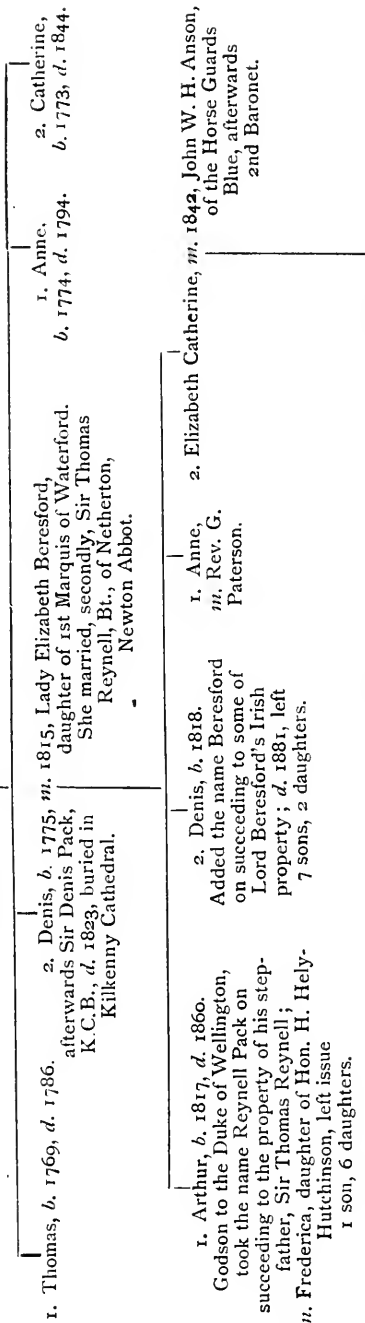 1. Thomas, b. 1769, d. 1786.
2. Denis, b. 1775, m. 1815, Lady Elizabeth Beresford,
afterwards Sir Denis Pack,
K.C.B., d. 1823, buried in
Kilkenny Cathedral.
daughter of 1st Marquis of Waterford.
She married, secondly, Sir Thomas
Reynell, Bt., of Netherton,
Newton Abbot.
1. Anne.
b. 1774, d. 1794.
2. Catherine,
b. 1773, d. 1844.
1. Arthur, b. 1817, d. 1860.
Godson to the Duke of Wellington,
took the name Reynell Pack on
succeeding to the property of his step-
father, Sir Thomas Reynell;
n. Frederica, daughter of Hon. H. Hely-
Hutchinson, left issue
1 son, 6 daughters.
2. Denis, b. 1818.
Added the name Beresford
on succeeding to some of
Lord Beresford's Irish
property; d. 1881, left
7 sons, 2 daughters.
1. Anne,
m. Rev. G.
Paterson.
2. Elizabeth Catherine, m. 1842, John W. H. Anson,
of the Horse Guards
Blue, afterwards
2nd Baronet.